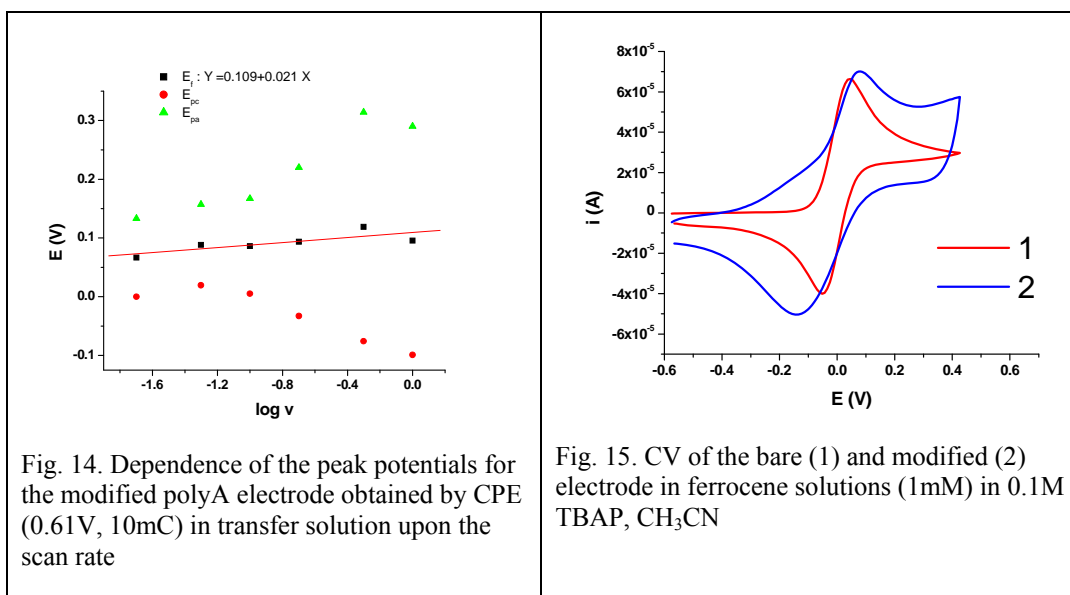 E_f : Y =0.109+0.021 X
E_pc
E_pa
0.3
0.2
0.1
0.0
-0.1
E (V)
-1.6 -1.2 -0.8 -0.4 0.0
log v
Fig. 14. Dependence of the peak potentials for
the modified polyA electrode obtained by CPE
(0.61V, 10mC) in transfer solution upon the
scan rate
8x10⁻⁵
6x10⁻⁵
4x10⁻⁵
2x10⁻⁵
0
-2x10⁻⁵
-4x10⁻⁵
-6x10⁻⁵
i (A)
1
2
-0.6 -0.4 -0.2 0.0 0.2 0.4 0.6
E (V)
Fig. 15. CV of the bare (1) and modified (2)
electrode in ferrocene solutions (1mM) in 0.1M
TBAP, CH₃CN